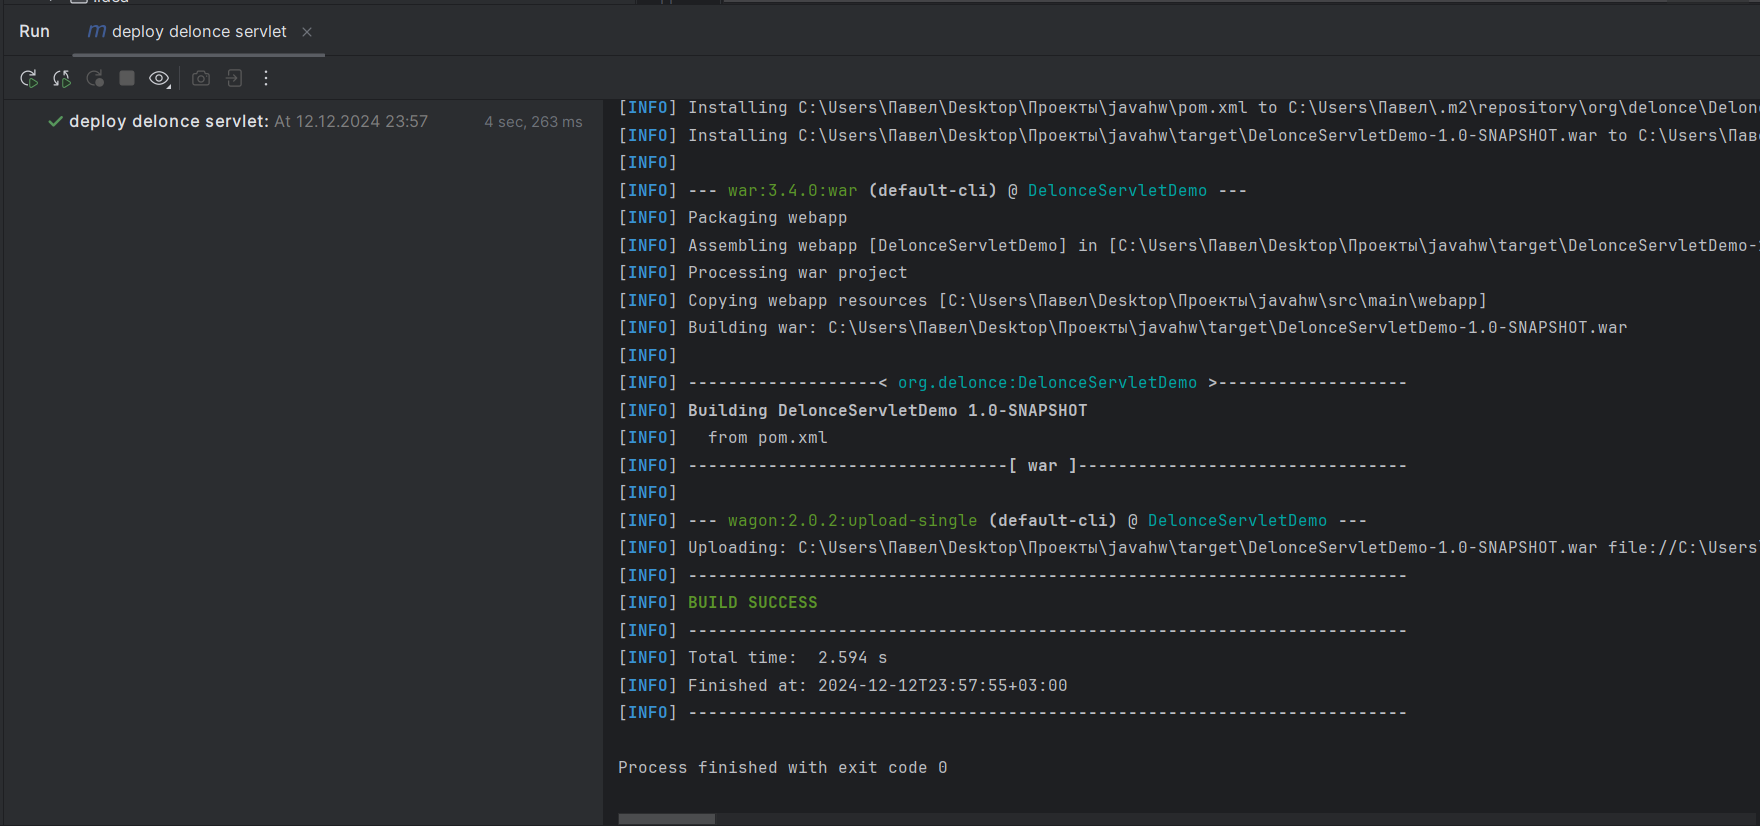 Run
deploy delonce servlet
deploy delonce servlet: At 12.12.2024 23:57 4 sec, 263 ms
[INFO] Installing C:\Users\Павел\Desktop\Проекты\javahw\pom.xml to C:\Users\Павел\.m2\repository\org\delonce\Delon
[INFO] Installing C:\Users\Павел\Desktop\Проекты\javahw\target\DelonceServletDemo-1.0-SNAPSHOT.war to C:\Users\Пав
[INFO]
[INFO] --- war:3.4.0:war (default-cli) @ DelonceServletDemo ---
[INFO] Packaging webapp
[INFO] Assembling webapp [DelonceServletDemo] in [C:\Users\Павел\Desktop\Проекты\javahw\target\DelonceServletDemo-
[INFO] Processing war project
[INFO] Copying webapp resources [C:\Users\Павел\Desktop\Проекты\javahw\src\main\webapp]
[INFO] Building war: C:\Users\Павел\Desktop\Проекты\javahw\target\DelonceServletDemo-1.0-SNAPSHOT.war
[INFO]
[INFO] -------------------< org.delonce:DelonceServletDemo >-------------------
[INFO] Building DelonceServletDemo 1.0-SNAPSHOT
[INFO]   from pom.xml
[INFO] --------------------------------[ war ]---------------------------------
[INFO]
[INFO] --- wagon:2.0.2:upload-single (default-cli) @ DelonceServletDemo ---
[INFO] Uploading: C:\Users\Павел\Desktop\Проекты\javahw\target\DelonceServletDemo-1.0-SNAPSHOT.war file://C:\Users
[INFO] ------------------------------------------------------------------------
[INFO] BUILD SUCCESS
[INFO] ------------------------------------------------------------------------
[INFO] Total time:  2.594 s
[INFO] Finished at: 2024-12-12T23:57:55+03:00
[INFO] ------------------------------------------------------------------------
Process finished with exit code 0